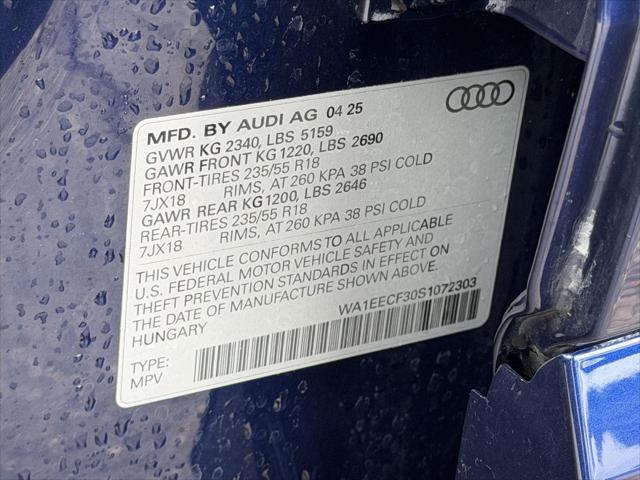 MFD. BY AUDI AG 04 25
GVWR KG 2340, LBS 5159
GAWR FRONT KG 1220, LBS 2690
FRONT-TIRES 235/55 R18
7JX18 RIMS, AT 260 KPA 38 PSI COLD
GAWR REAR KG1200, LBS 2646
REAR-TIRES 235/55 R18
7JX18 RIMS, AT 260 KPA 38 PSI COLD
THIS VEHICLE CONFORMS TO ALL APPLICABLE
U.S. FEDERAL MOTOR VEHICLE SAFETY AND
THEFT PREVENTION STANDARDS IN EFFECT ON
THE DATE OF MANUFACTURE SHOWN ABOVE.
HUNGARY
WA1EECF30S1072303
TYPE:
MPV